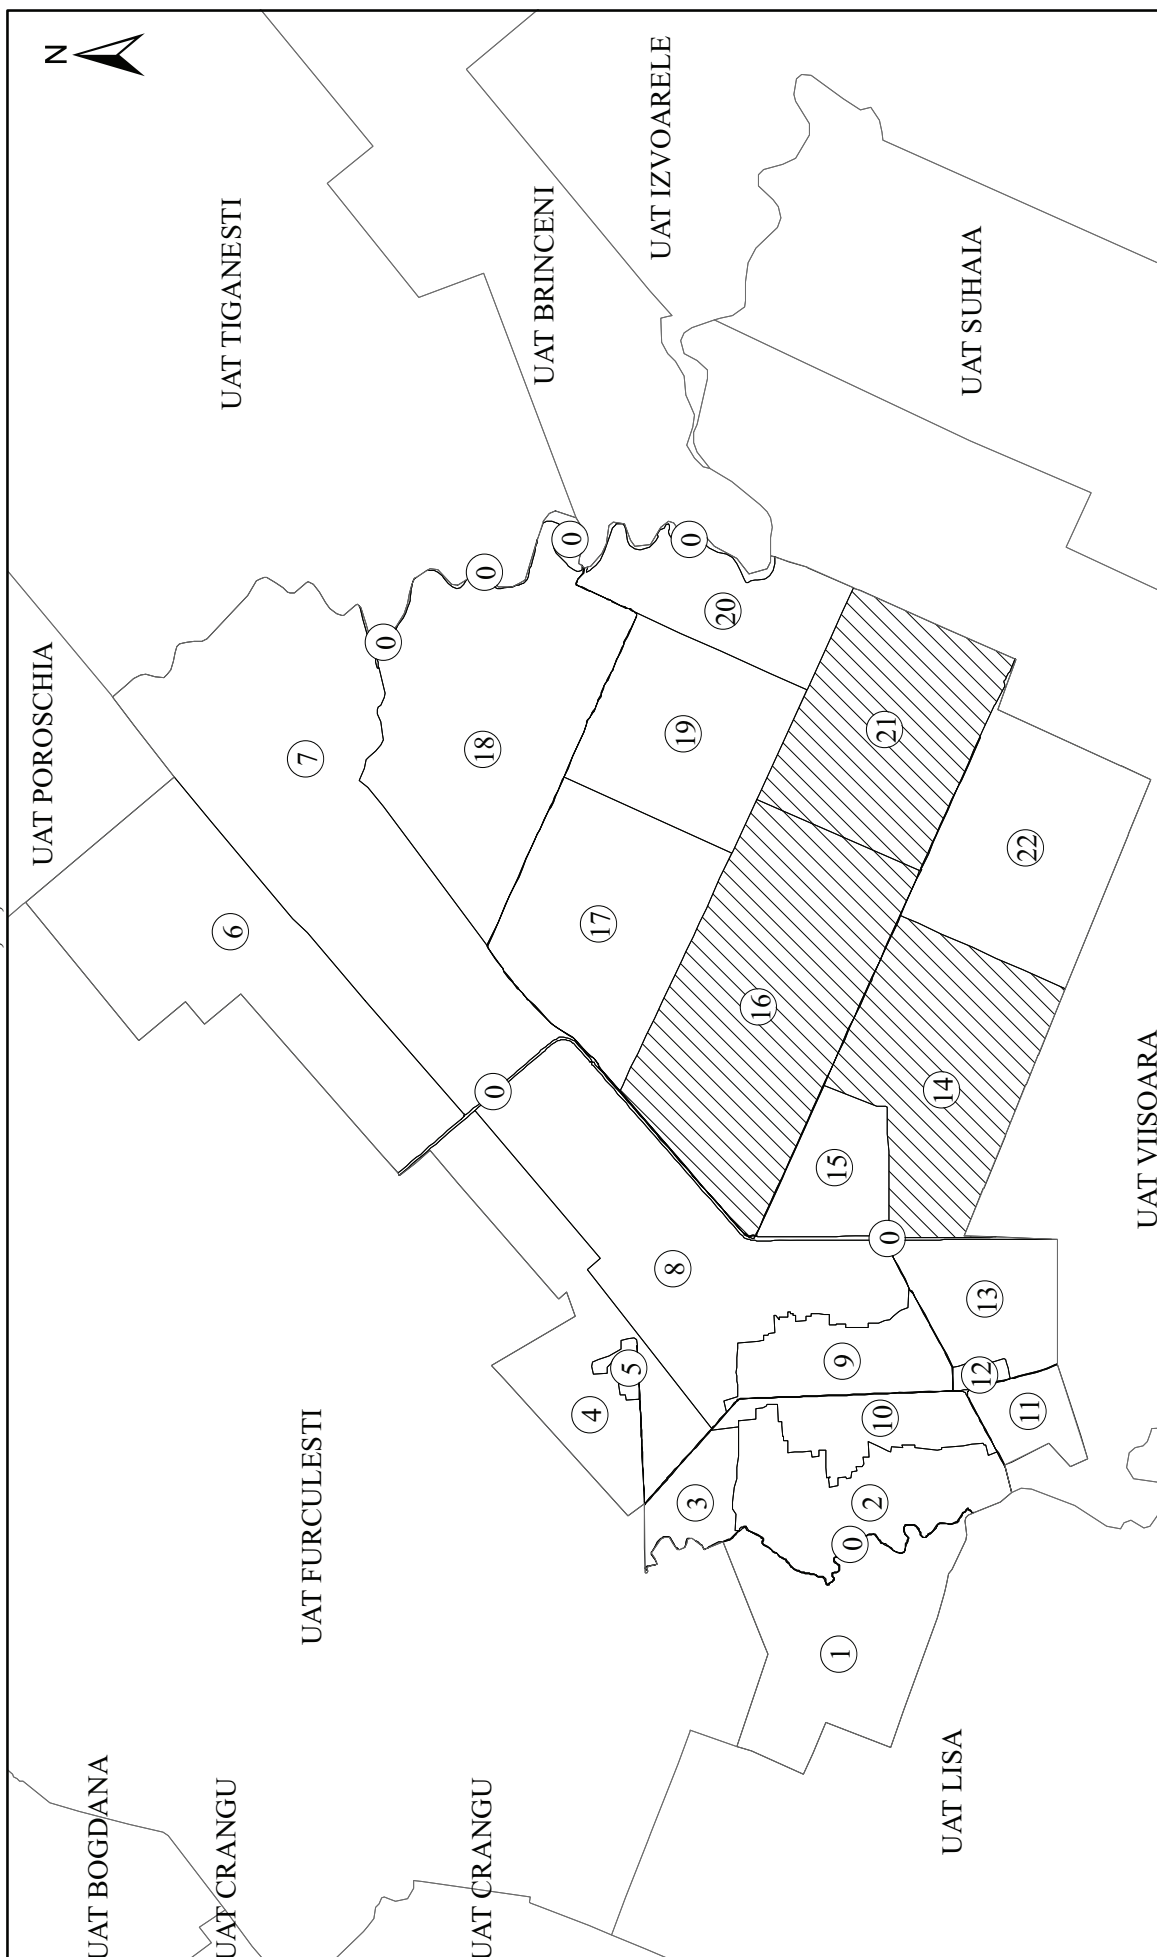 N
UAT POROSCHIA
UAT TIGANESTI
UAT BRINCENI
UAT IZVOARELE
UAT SUHAIA
UAT BOGDANA
UAT CRANGU
UAT CRANGU
UAT FURCULESTI
UAT LISA
UAT VIISOARA
6
7
0
0
0
0
18
20
19
17
21
16
22
14
15
0
0
8
13
4
5
9
12
3
10
11
2
0
1